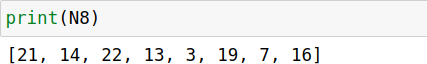 print(N8)
[21, 14, 22, 13, 3, 19, 7, 16]